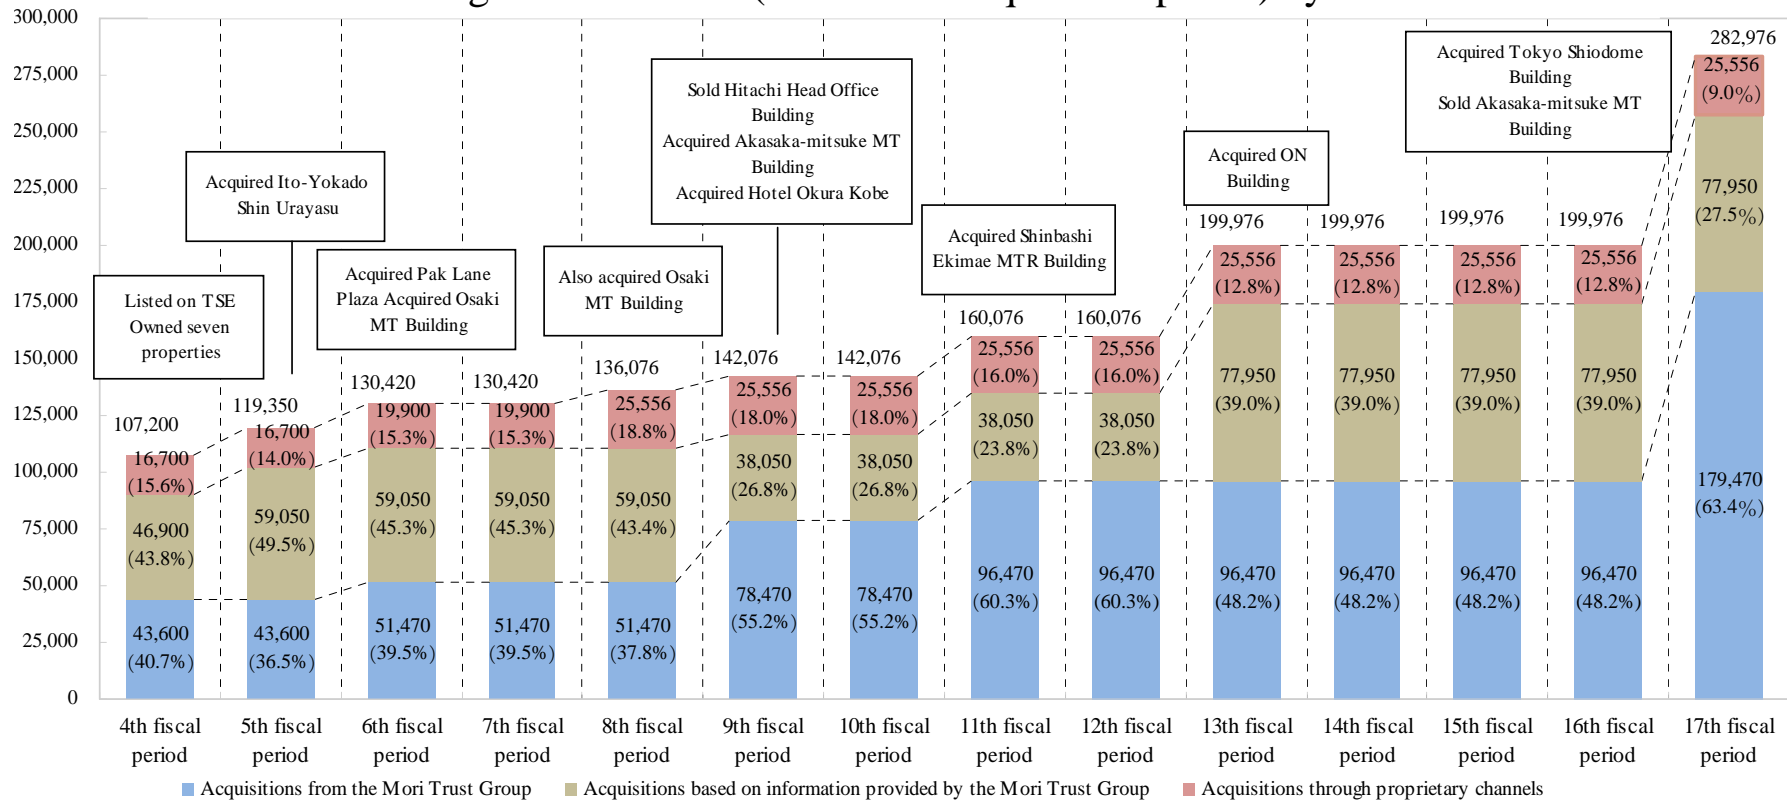 300,000
275,000
250,000
225,000
200,000
175,000
150,000
125,000
100,000
75,000
50,000
25,000
0
Listed on TSE
Owned seven
properties
Acquired Ito-Yokado
Shin Urayasu
Acquired Pak Lane
Plaza Acquired Osaki
MT Building
Also acquired Osaki
MT Building
Sold Hitachi Head Office
Building
Acquired Akasaka-mitsuke MT
Building
Acquired Hotel Okura Kobe
Acquired Shinbashi
Ekimae MTR Building
Acquired ON
Building
Acquired Tokyo Shiodome
Building
Sold Akasaka-mitsuke MT
Building
107,200
16,700
(15.6%)
46,900
(43.8%)
43,600
(40.7%)
4th fiscal
period
119,350
16,700
(14.0%)
59,050
(49.5%)
43,600
(36.5%)
5th fiscal
period
130,420
19,900
(15.3%)
59,050
(45.3%)
51,470
(39.5%)
6th fiscal
period
130,420
19,900
(15.3%)
59,050
(45.3%)
51,470
(39.5%)
7th fiscal
period
136,076
25,556
(18.8%)
59,050
(43.4%)
51,470
(37.8%)
8th fiscal
period
142,076
25,556
(18.0%)
38,050
(26.8%)
78,470
(55.2%)
9th fiscal
period
142,076
25,556
(18.0%)
38,050
(26.8%)
78,470
(55.2%)
10th fiscal
period
160,076
25,556
(16.0%)
38,050
(23.8%)
96,470
(60.3%)
11th fiscal
period
160,076
25,556
(16.0%)
38,050
(23.8%)
96,470
(60.3%)
12th fiscal
period
199,976
25,556
(12.8%)
77,950
(39.0%)
96,470
(48.2%)
13th fiscal
period
199,976
25,556
(12.8%)
77,950
(39.0%)
96,470
(48.2%)
14th fiscal
period
199,976
25,556
(12.8%)
77,950
(39.0%)
96,470
(48.2%)
15th fiscal
period
199,976
25,556
(12.8%)
77,950
(39.0%)
96,470
(48.2%)
16th fiscal
period
282,976
25,556
(9.0%)
77,950
(27.5%)
179,470
(63.4%)
17th fiscal
period
Acquisitions from the Mori Trust Group
Acquisitions based on information provided by the Mori Trust Group
Acquisitions through proprietary channels